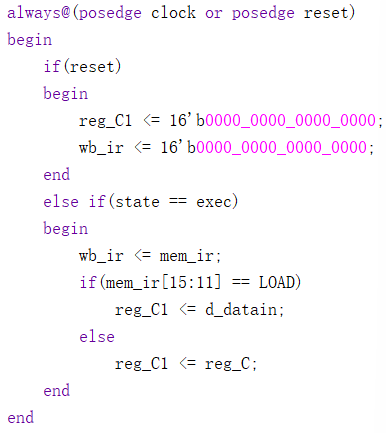 always@(posedge clock or posedge reset)
begin
    if(reset)
    begin
        reg_C1 <= 16'b0000_0000_0000_0000;
        wb_ir <= 16'b0000_0000_0000_0000;
    end
    else if(state == exec)
    begin
        wb_ir <= mem_ir;
        if(mem_ir[15:11] == LOAD)
            reg_C1 <= d_datain;
        else
            reg_C1 <= reg_C;
    end
end